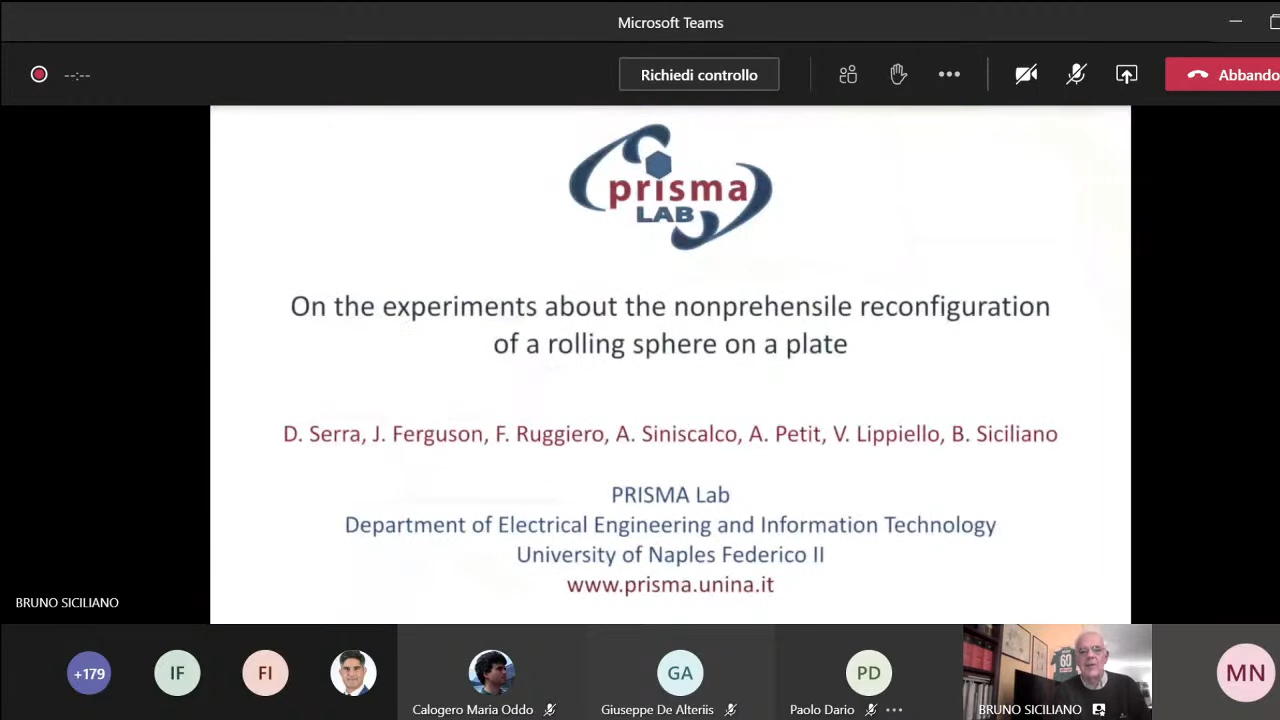 Microsoft Teams
--:--
Richiedi controllo
Abbando
prisma
LAB
On the experiments about the nonprehensile reconfiguration
of a rolling sphere on a plate
D. Serra, J. Ferguson, F. Ruggiero, A. Siniscalco, A. Petit, V. Lippiello, B. Siciliano
PRISMA Lab
Department of Electrical Engineering and Information Technology
University of Naples Federico II
www.prisma.unina.it
BRUNO SICILIANO
+179
IF
FI
Calogero Maria Oddo
GA
Giuseppe De Alteriis
PD
Paolo Dario
60
BRUNO SICILIANO
MN